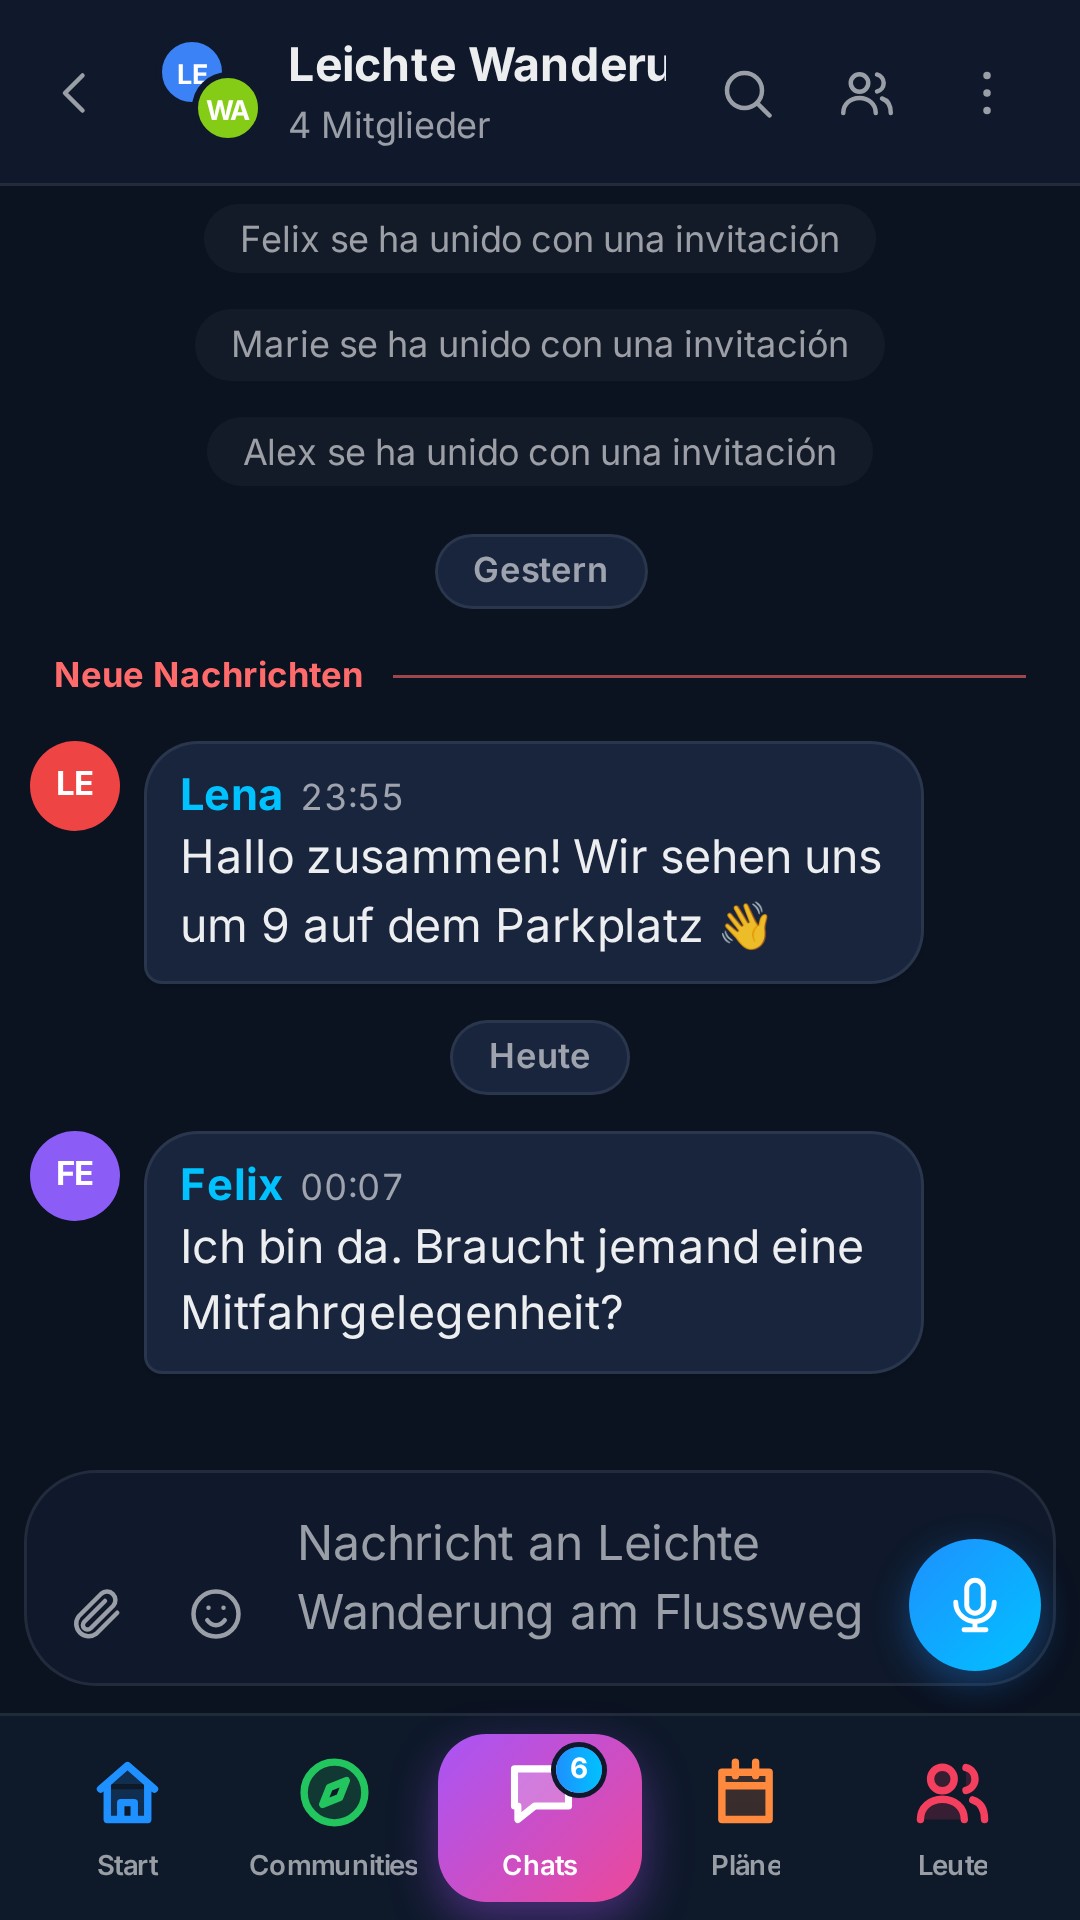 LE
WA
Leichte Wanderu
4 Mitglieder
Felix se ha unido con una invitación
Marie se ha unido con una invitación
Alex se ha unido con una invitación
Gestern
Neue Nachrichten
LE
Lena 23:55
Hallo zusammen! Wir sehen uns
um 9 auf dem Parkplatz 👋
Heute
FE
Felix 00:07
Ich bin da. Braucht jemand eine
Mitfahrgelegenheit?
Nachricht an Leichte
Wanderung am Flussweg
6
Start
Communities
Chats
Pläne
Leute